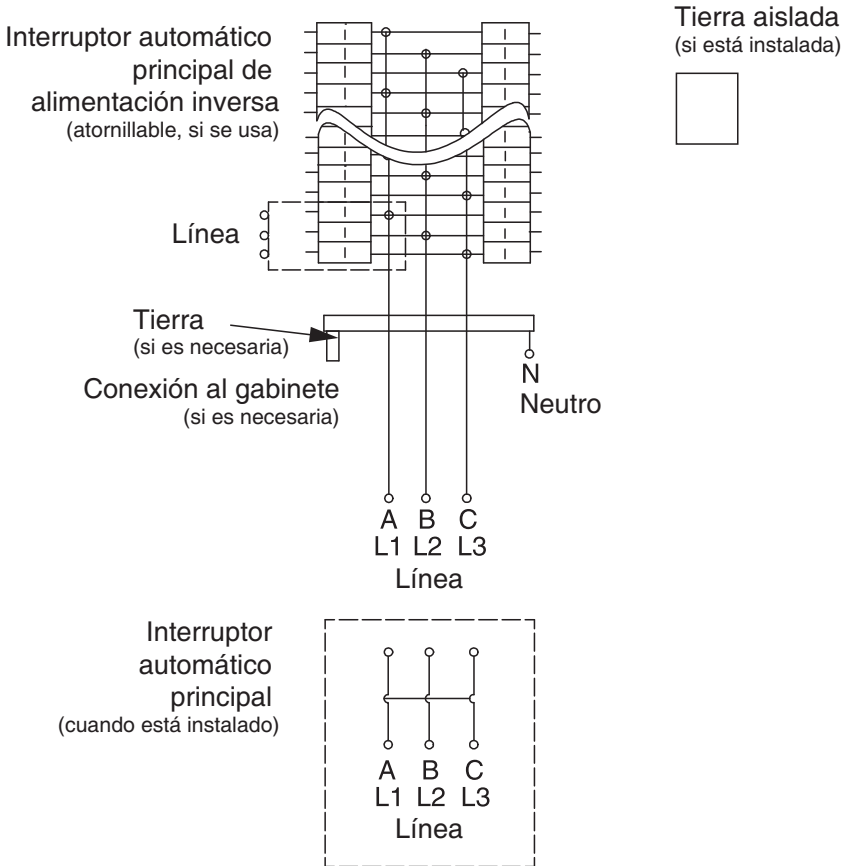 Interruptor automático
principal de
alimentación inversa
(atornillable, si se usa)
Tierra aislada
(si está instalada)
Línea
Tierra
(si es necesaria)
Conexión al gabinete
(si es necesaria)
N
Neutro
A B C
L1 L2 L3
Línea
Interruptor
automático
principal
(cuando está instalado)
A B C
L1 L2 L3
Línea